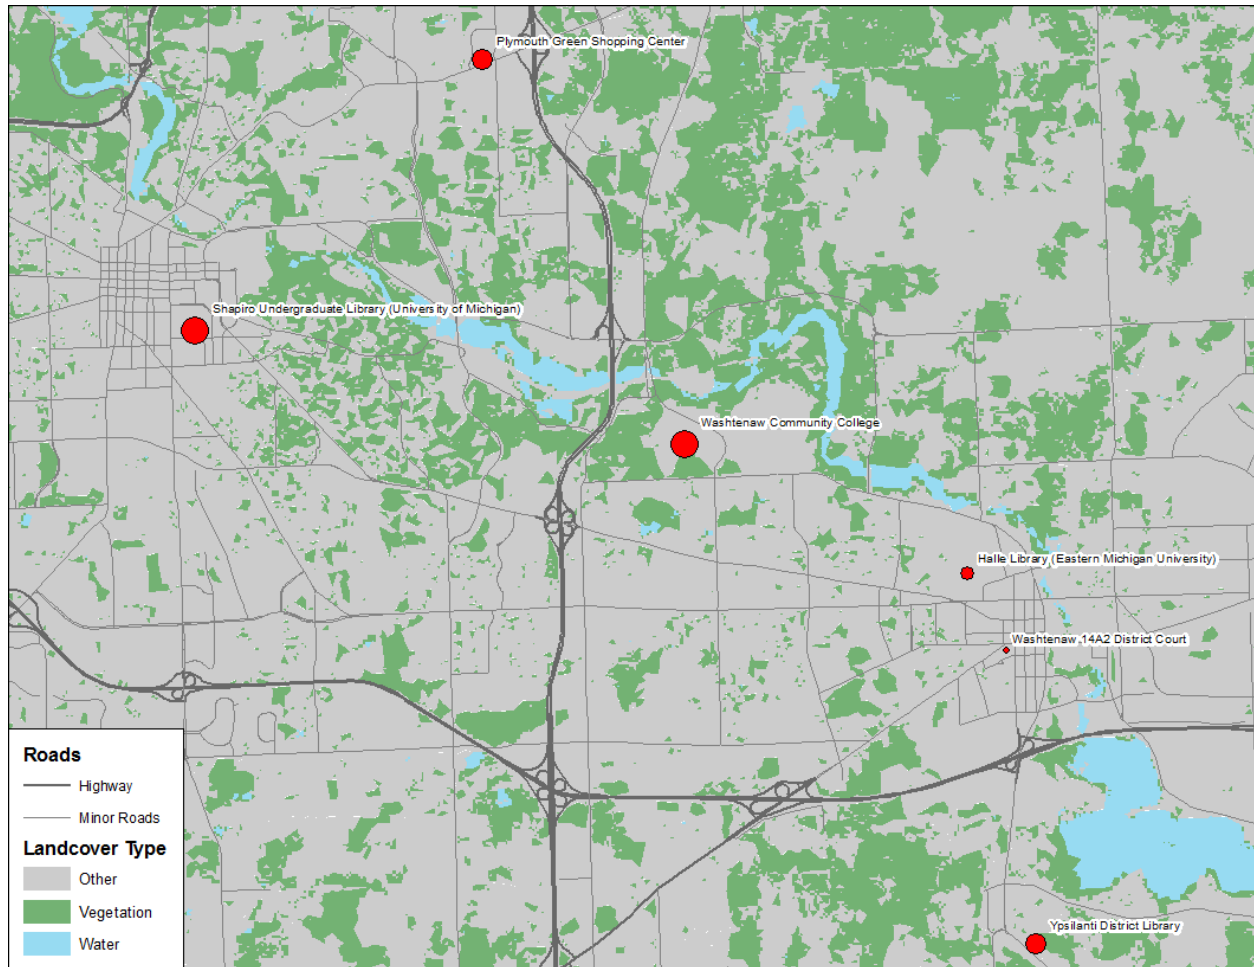 Plymouth Green Shopping Center
Shapiro Undergraduate Library (University of Michigan)
Washtenaw Community College
Halle Library (Eastern Michigan University)
Washtenaw 14A2 District Court
Ypsilanti District Library
Roads
Highway
Minor Roads
Landcover Type
Other
Vegetation
Water